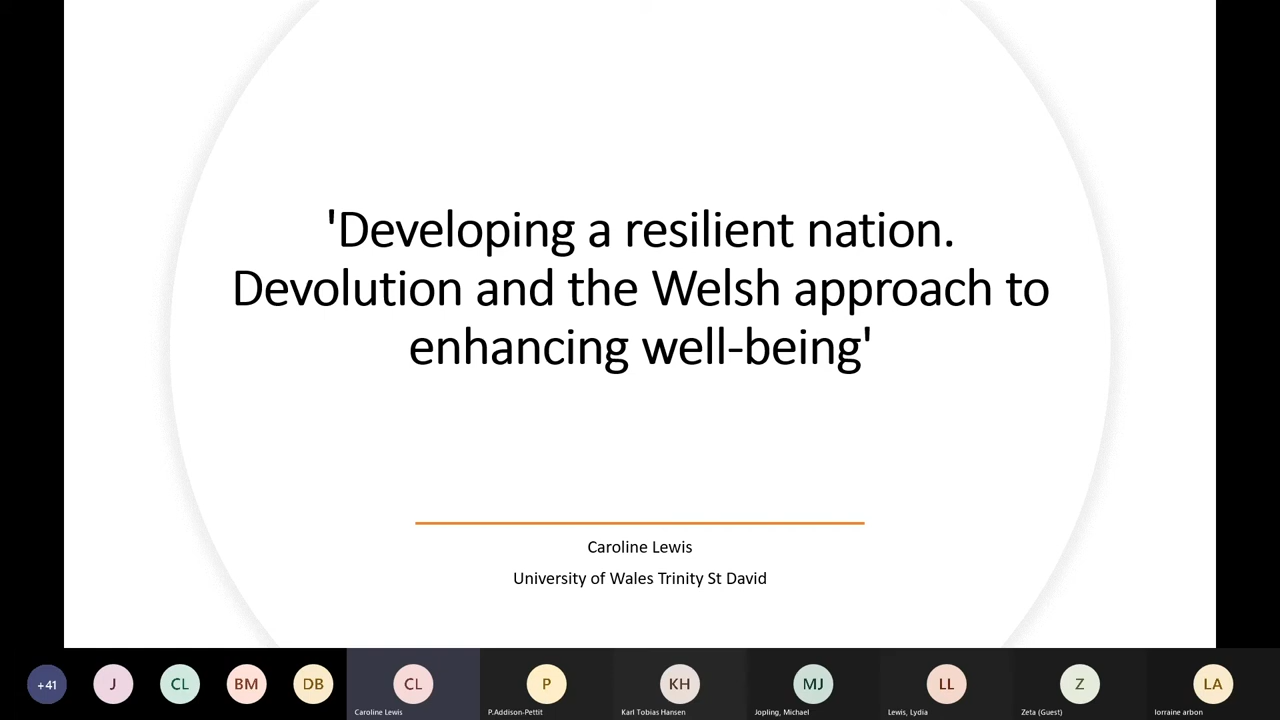 'Developing a resilient nation.
Devolution and the Welsh approach to
enhancing well-being'
Caroline Lewis
University of Wales Trinity St David
+41
J
CL
BM
DB
CL
P
KH
MJ
LL
Z
LA
Caroline Lewis
P.Addison-Pettit
Karl Tobias Hansen
Jopling, Michael
Lewis, Lydia
Zeta (Guest)
lorraine arbon